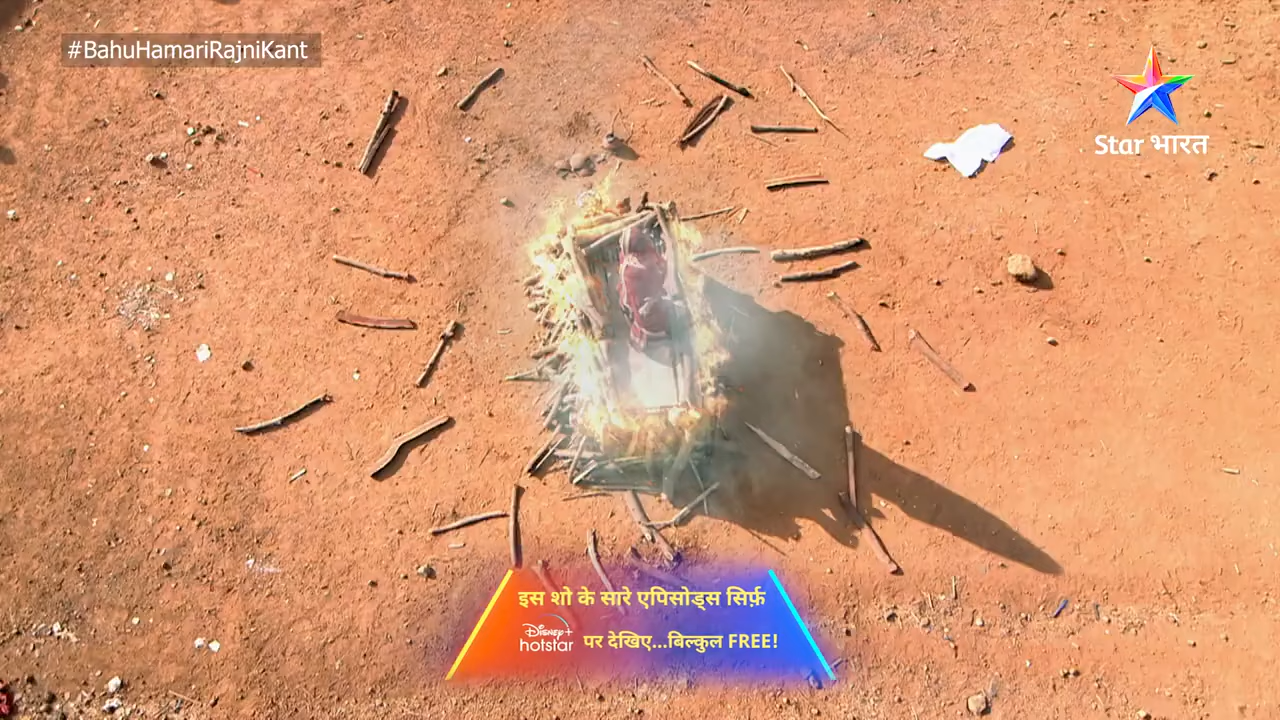 #BahuHamariRajniKant
Star भारत
इस शो के सारे एपिसोड्स सिर्फ़
Disney+ hotstar पर देखिए...बिल्कुल FREE!